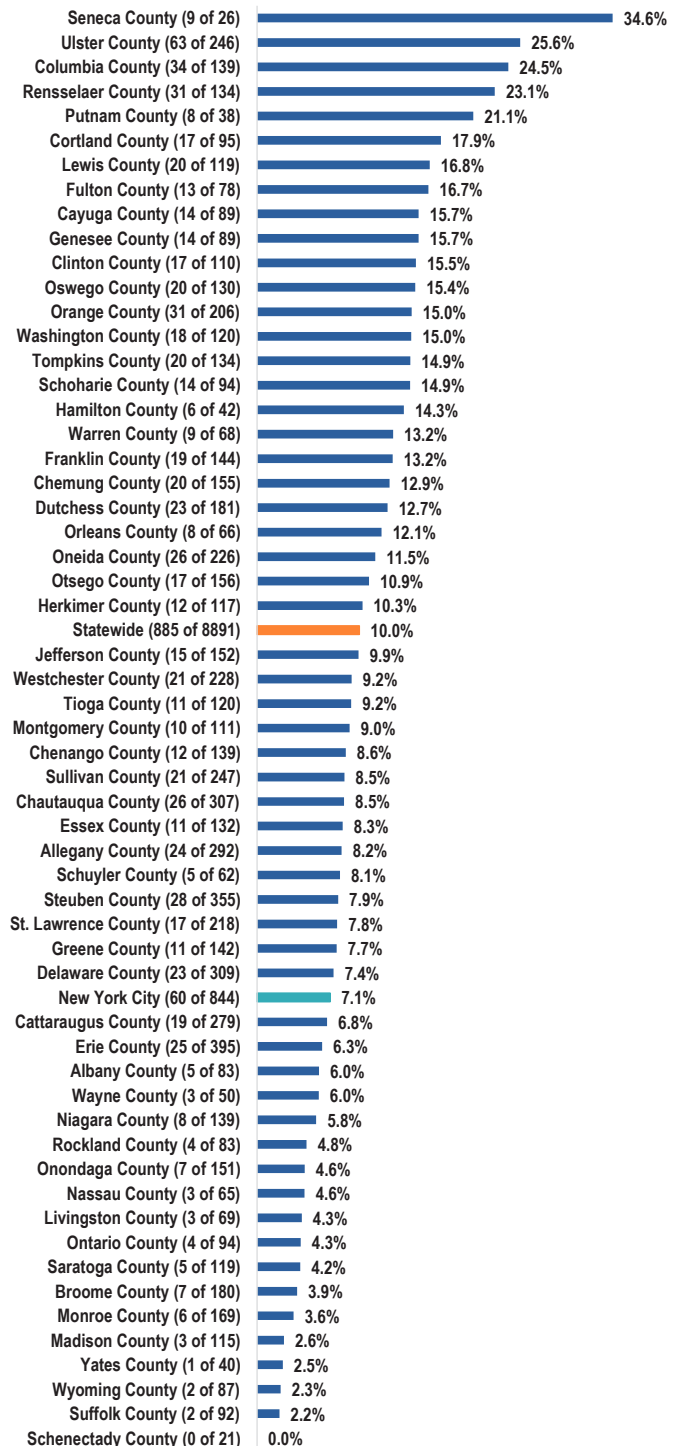 Seneca County (9 of 26) 34.6%
Ulster County (63 of 246) 25.6%
Columbia County (34 of 139) 24.5%
Rensselaer County (31 of 134) 23.1%
Putnam County (8 of 38) 21.1%
Cortland County (17 of 95) 17.9%
Lewis County (20 of 119) 16.8%
Fulton County (13 of 78) 16.7%
Cayuga County (14 of 89) 15.7%
Genesee County (14 of 89) 15.7%
Clinton County (17 of 110) 15.5%
Oswego County (20 of 130) 15.4%
Orange County (31 of 206) 15.0%
Washington County (18 of 120) 15.0%
Tompkins County (20 of 134) 14.9%
Schoharie County (14 of 94) 14.9%
Hamilton County (6 of 42) 14.3%
Warren County (9 of 68) 13.2%
Franklin County (19 of 144) 13.2%
Chemung County (20 of 155) 12.9%
Dutchess County (23 of 181) 12.7%
Orleans County (8 of 66) 12.1%
Oneida County (26 of 226) 11.5%
Otsego County (17 of 156) 10.9%
Herkimer County (12 of 117) 10.3%
Statewide (885 of 8891) 10.0%
Jefferson County (15 of 152) 9.9%
Westchester County (21 of 228) 9.2%
Tioga County (11 of 120) 9.2%
Montgomery County (10 of 111) 9.0%
Chenango County (12 of 139) 8.6%
Sullivan County (21 of 247) 8.5%
Chautauqua County (26 of 307) 8.5%
Essex County (11 of 132) 8.3%
Allegany County (24 of 292) 8.2%
Schuyler County (5 of 62) 8.1%
Steuben County (28 of 355) 7.9%
St. Lawrence County (17 of 218) 7.8%
Greene County (11 of 142) 7.7%
Delaware County (23 of 309) 7.4%
New York City (60 of 844) 7.1%
Cattaraugus County (19 of 279) 6.8%
Erie County (25 of 395) 6.3%
Albany County (5 of 83) 6.0%
Wayne County (3 of 50) 6.0%
Niagara County (8 of 139) 5.8%
Rockland County (4 of 83) 4.8%
Onondaga County (7 of 151) 4.6%
Nassau County (3 of 65) 4.6%
Livingston County (3 of 69) 4.3%
Ontario County (4 of 94) 4.3%
Saratoga County (5 of 119) 4.2%
Broome County (7 of 180) 3.9%
Monroe County (6 of 169) 3.6%
Madison County (3 of 115) 2.6%
Yates County (1 of 40) 2.5%
Wyoming County (2 of 87) 2.3%
Suffolk County (2 of 92) 2.2%
Schenectady County (0 of 21) 0.0%